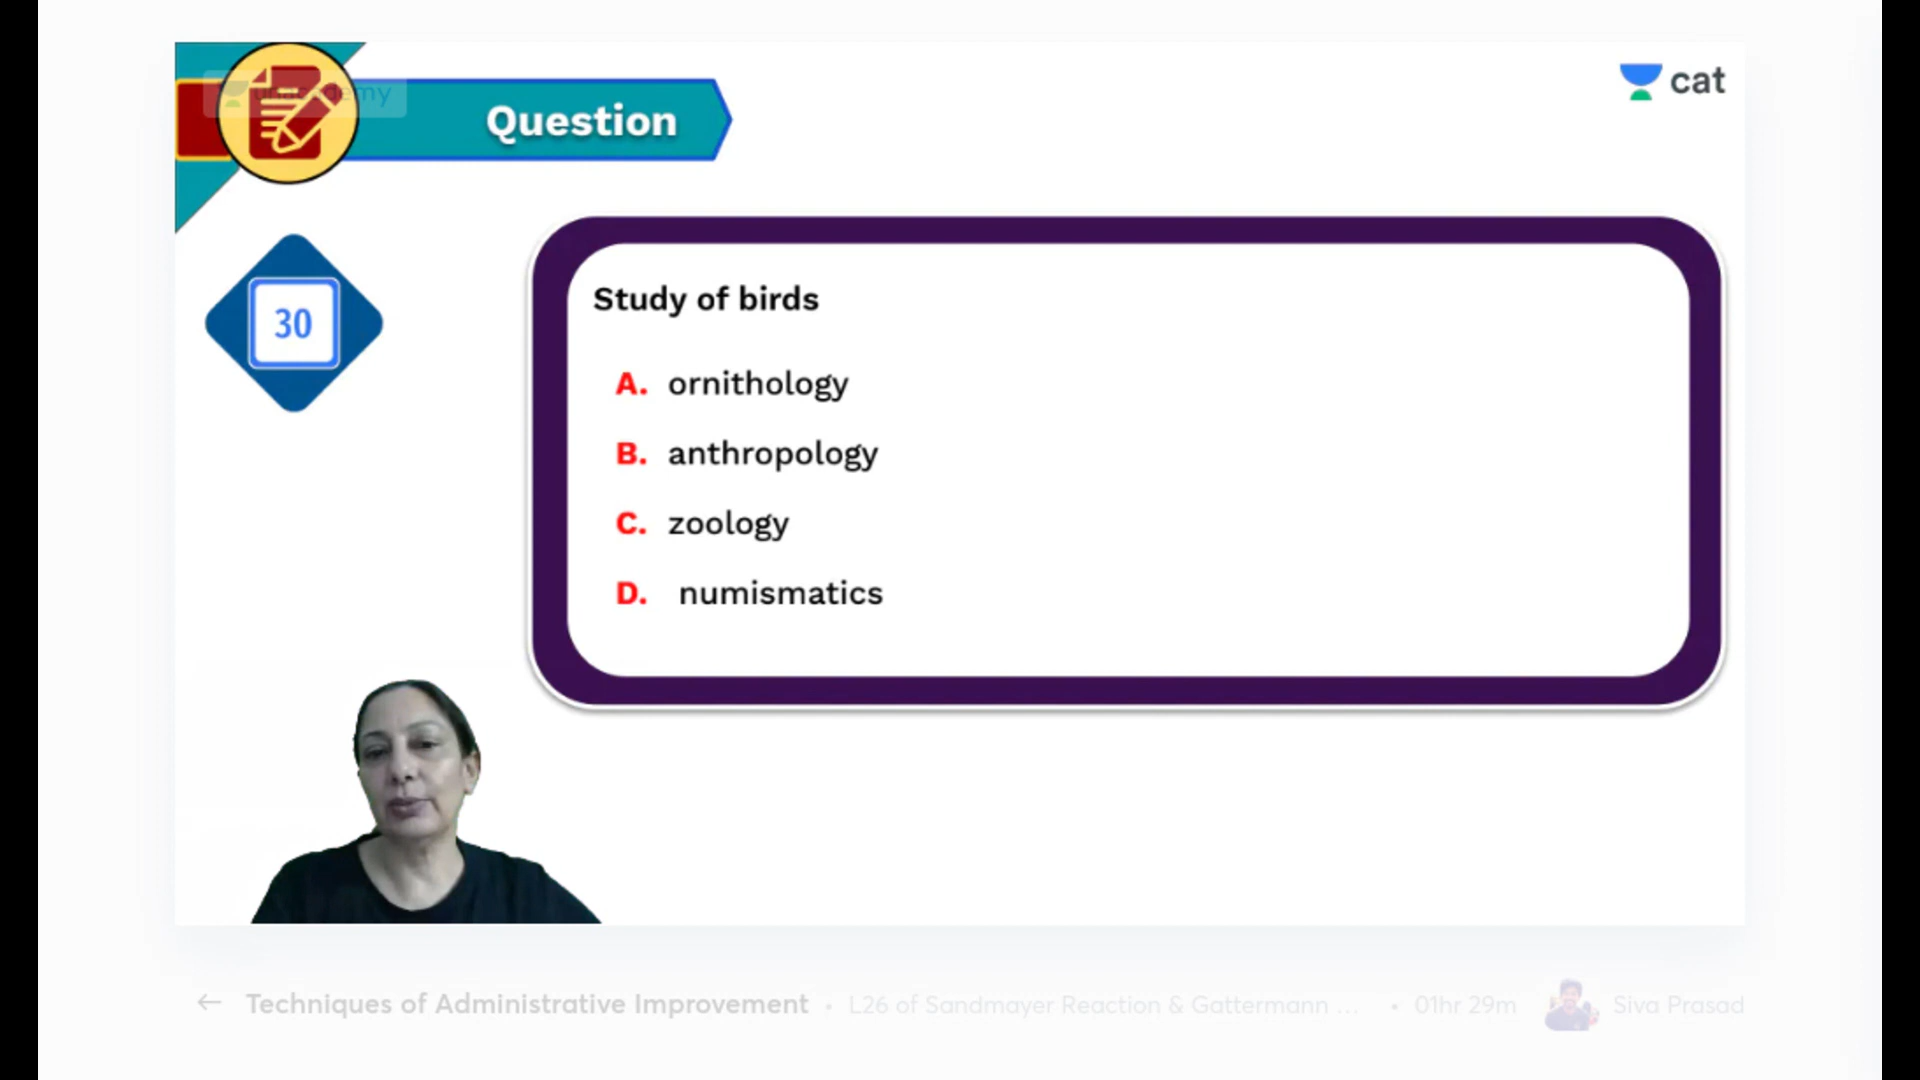 unacademy
Question
cat
30
Study of birds
A. ornithology
B. anthropology
C. zoology
D. numismatics
← Techniques of Administrative Improvement • L26 of Sandmayer Reaction & Gattermann ... • 01hr 29m Siva Prasad